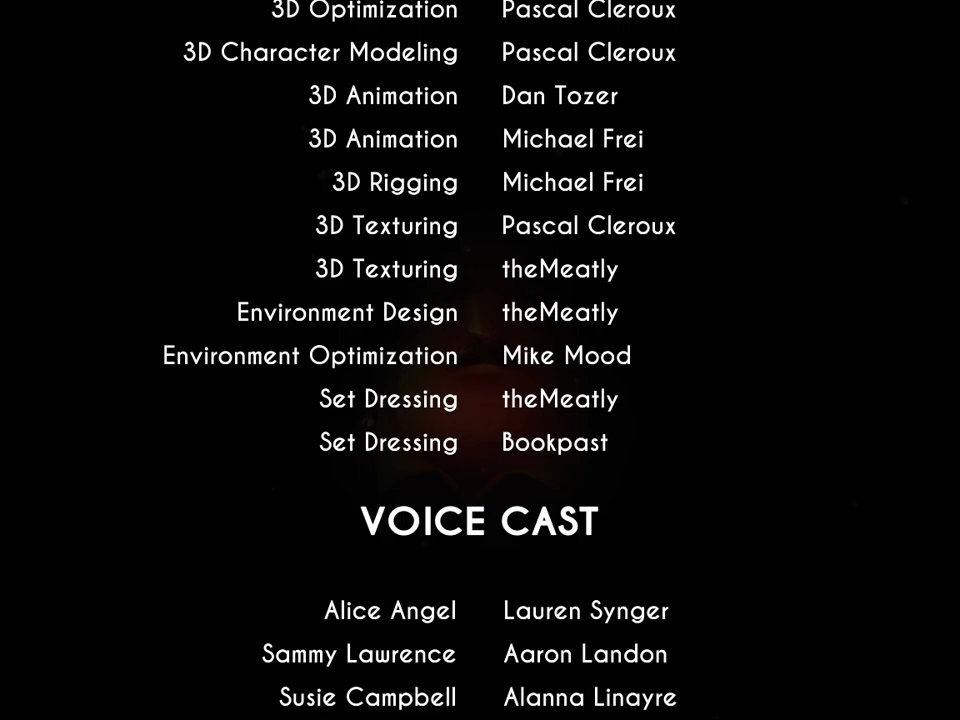 3D Optimization Pascal Cleroux
3D Character Modeling Pascal Cleroux
3D Animation Dan Tozer
3D Animation Michael Frei
3D Rigging Michael Frei
3D Texturing Pascal Cleroux
3D Texturing theMeatly
Environment Design theMeatly
Environment Optimization Mike Mood
Set Dressing theMeatly
Set Dressing Bookpast
VOICE CAST
Alice Angel Lauren Synger
Sammy Lawrence Aaron Landon
Susie Campbell Alanna Linayre